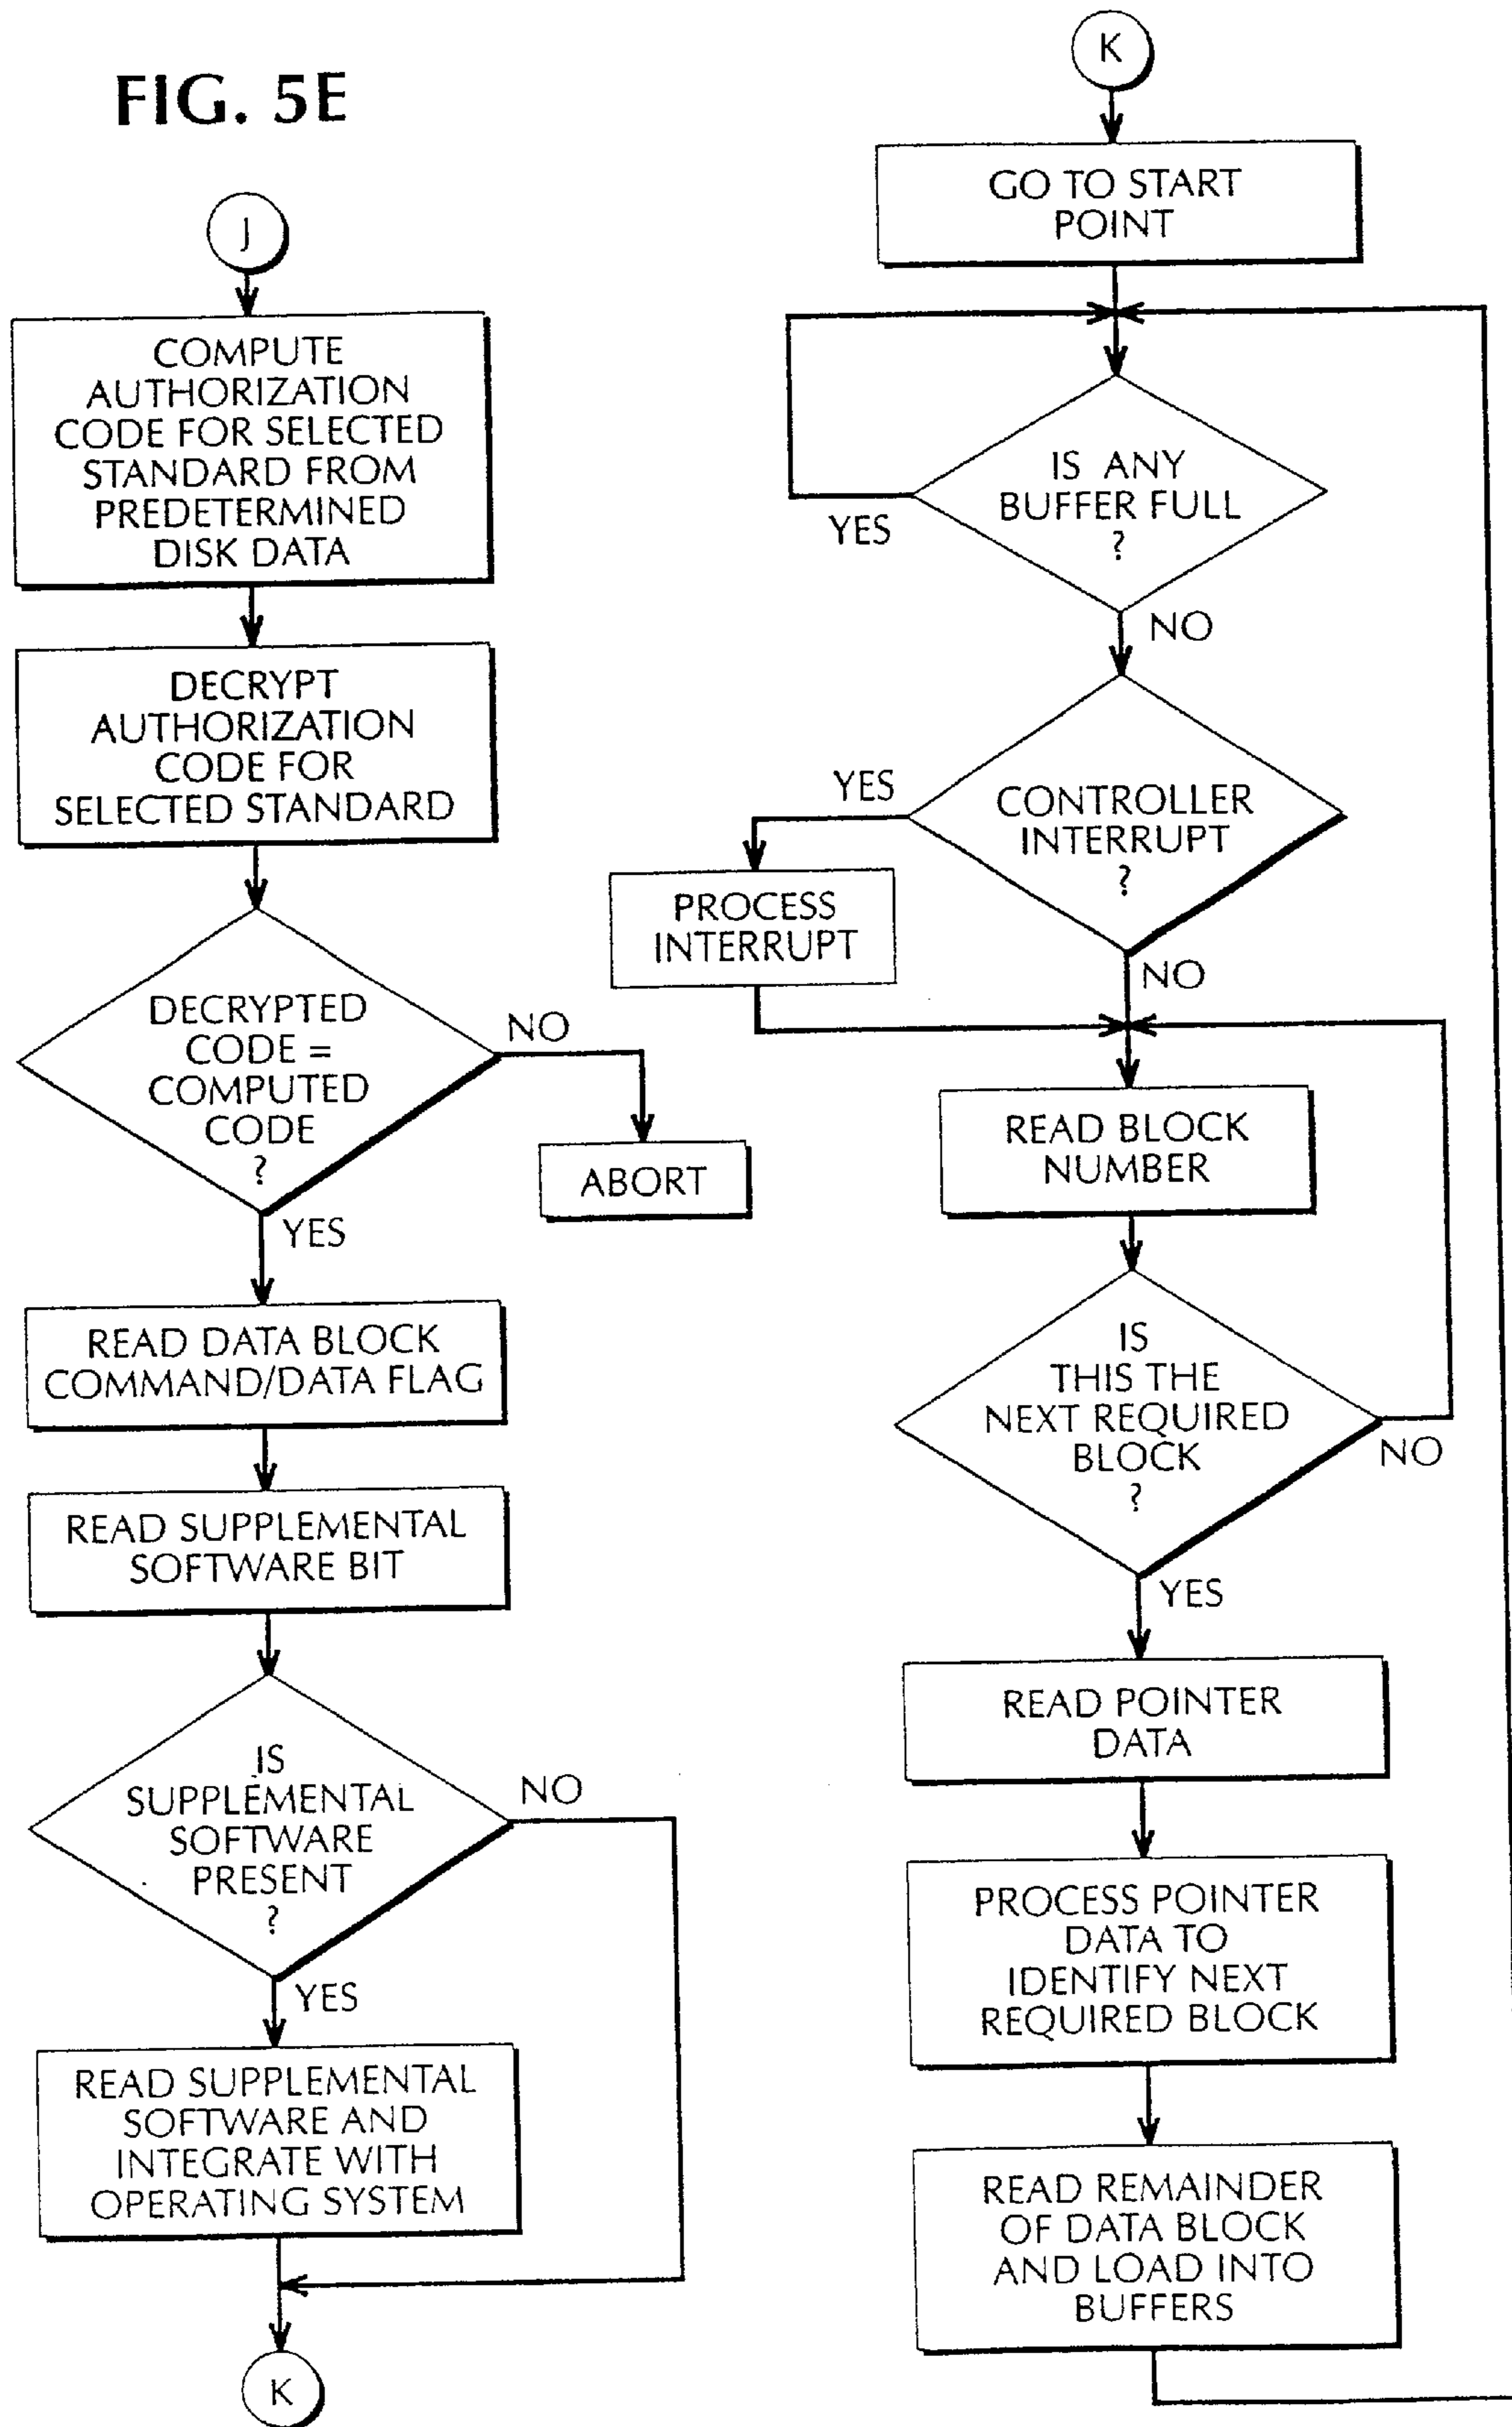 FIG. 5E
J
COMPUTE
AUTHORIZATION
CODE FOR SELECTED
STANDARD FROM
PREDETERMINED
DISK DATA
DECRYPT
AUTHORIZATION
CODE FOR
SELECTED STANDARD
DECRYPTED
CODE =
COMPUTED
CODE
?
NO
ABORT
YES
READ DATA BLOCK
COMMAND/DATA FLAG
READ SUPPLEMENTAL
SOFTWARE BIT
IS
SUPPLEMENTAL
SOFTWARE
PRESENT
?
NO
YES
READ SUPPLEMENTAL
SOFTWARE AND
INTEGRATE WITH
OPERATING SYSTEM
K
K
GO TO START
POINT
IS ANY
BUFFER FULL
?
YES
NO
CONTROLLER
INTERRUPT
?
YES
PROCESS
INTERRUPT
NO
READ BLOCK
NUMBER
IS
THIS THE
NEXT REQUIRED
BLOCK
?
NO
YES
READ POINTER
DATA
PROCESS POINTER
DATA TO
IDENTIFY NEXT
REQUIRED BLOCK
READ REMAINDER
OF DATA BLOCK
AND LOAD INTO
BUFFERS